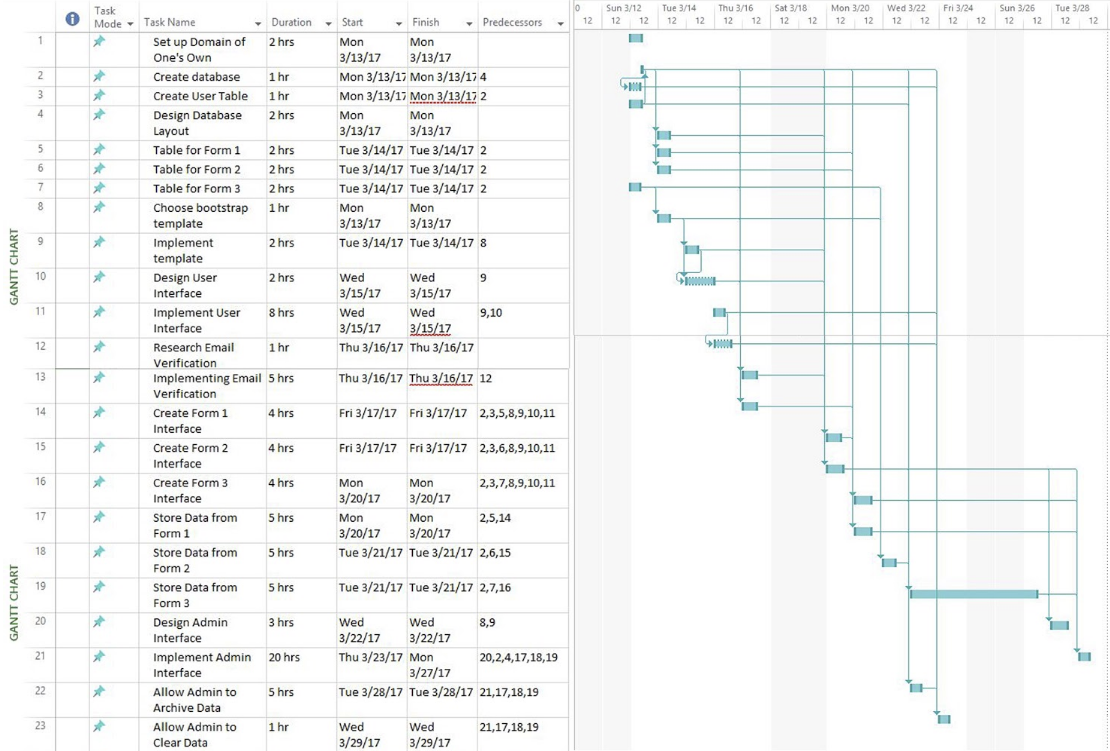 Task Mode Task Name Duration Start Finish Predecessors
0 Sun 3/12 Tue 3/14 Thu 3/16 Sat 3/18 Mon 3/20 Wed 3/22 Fri 3/24 Sun 3/26 Tue 3/28
12 12 12 12 12 12 12 12 12 12
1 Set up Domain of One's Own 2 hrs Mon 3/13/17 Mon 3/13/17
2 Create database 1 hr Mon 3/13/17 Mon 3/13/17 4
3 Create User Table 1 hr Mon 3/13/17 Mon 3/13/17 2
4 Design Database Layout 2 hrs Mon 3/13/17 Mon 3/13/17
5 Table for Form 1 2 hrs Tue 3/14/17 Tue 3/14/17 2
6 Table for Form 2 2 hrs Tue 3/14/17 Tue 3/14/17 2
7 Table for Form 3 2 hrs Tue 3/14/17 Tue 3/14/17 2
8 Choose bootstrap template 1 hr Mon 3/13/17 Mon 3/13/17
9 Implement template 2 hrs Tue 3/14/17 Tue 3/14/17 8
10 Design User Interface 2 hrs Wed 3/15/17 Wed 3/15/17 9
11 Implement User Interface 8 hrs Wed 3/15/17 Wed 3/15/17 9,10
12 Research Email Verification 1 hr Thu 3/16/17 Thu 3/16/17
13 Implementing Email Verification 5 hrs Thu 3/16/17 Thu 3/16/17 12
14 Create Form 1 Interface 4 hrs Fri 3/17/17 Fri 3/17/17 2,3,5,8,9,10,11
15 Create Form 2 Interface 4 hrs Fri 3/17/17 Fri 3/17/17 2,3,6,8,9,10,11
16 Create Form 3 Interface 4 hrs Mon 3/20/17 Mon 3/20/17 2,3,7,8,9,10,11
17 Store Data from Form 1 5 hrs Mon 3/20/17 Mon 3/20/17 2,5,14
18 Store Data from Form 2 5 hrs Tue 3/21/17 Tue 3/21/17 2,6,15
19 Store Data from Form 3 5 hrs Tue 3/21/17 Tue 3/21/17 2,7,16
20 Design Admin Interface 3 hrs Wed 3/22/17 Wed 3/22/17 8,9
21 Implement Admin Interface 20 hrs Thu 3/23/17 Mon 3/27/17 20,2,4,17,18,19
22 Allow Admin to Archive Data 5 hrs Tue 3/28/17 Tue 3/28/17 21,17,18,19
23 Allow Admin to Clear Data 1 hr Wed 3/29/17 Wed 3/29/17 21,17,18,19
GANTT CHART
GANTT CHART